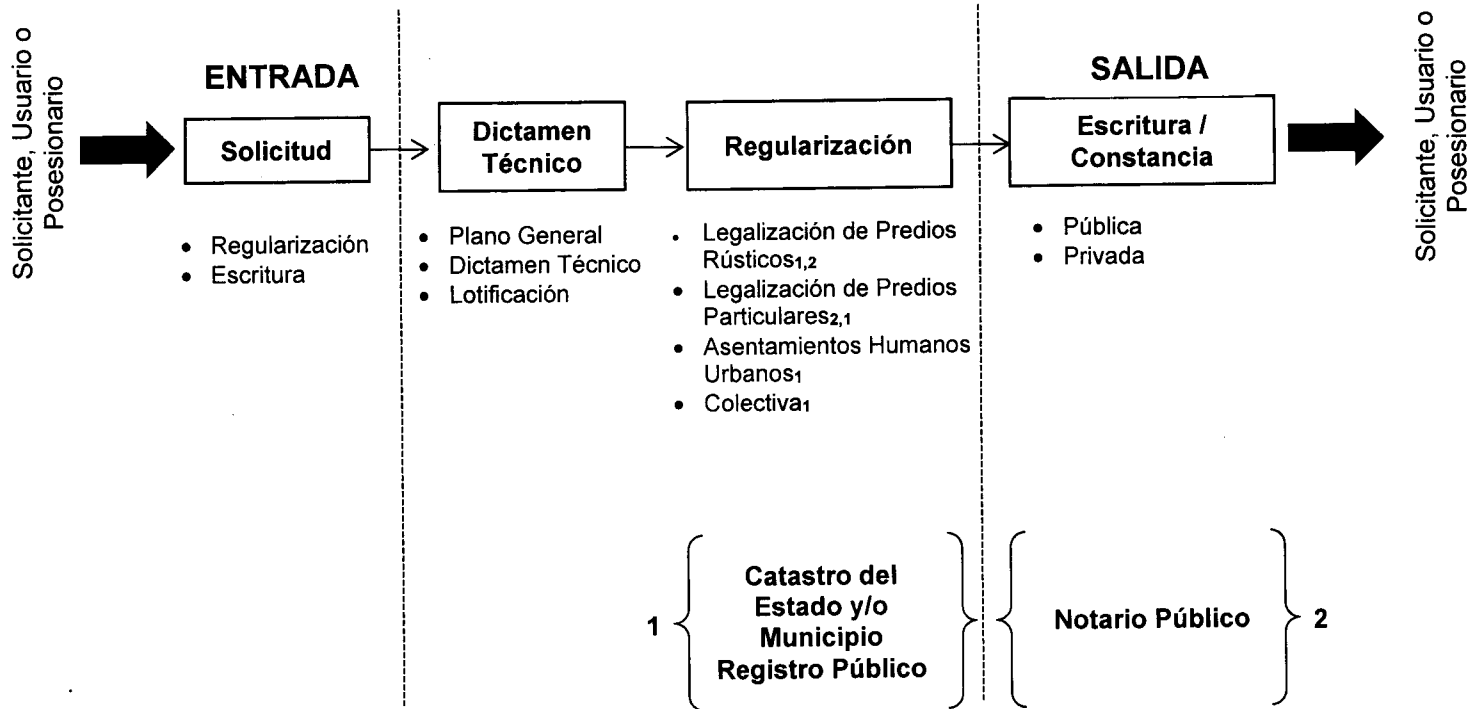 Solicitante, Usuario o
Posesionario
ENTRADA
Solicitud
• Regularización
• Escritura
Dictamen
Técnico
• Plano General
• Dictamen Técnico
• Lotificación
Regularización
• Legalización de Predios
Rústicos1,2
• Legalización de Predios
Particulares2,1
• Asentamientos Humanos
Urbanos1
• Colectiva1
SALIDA
Escritura /
Constancia
• Pública
• Privada
Solicitante, Usuario o
Posesionario
1
Catastro del
Estado y/o
Municipio
Registro Público
Notario Público
2